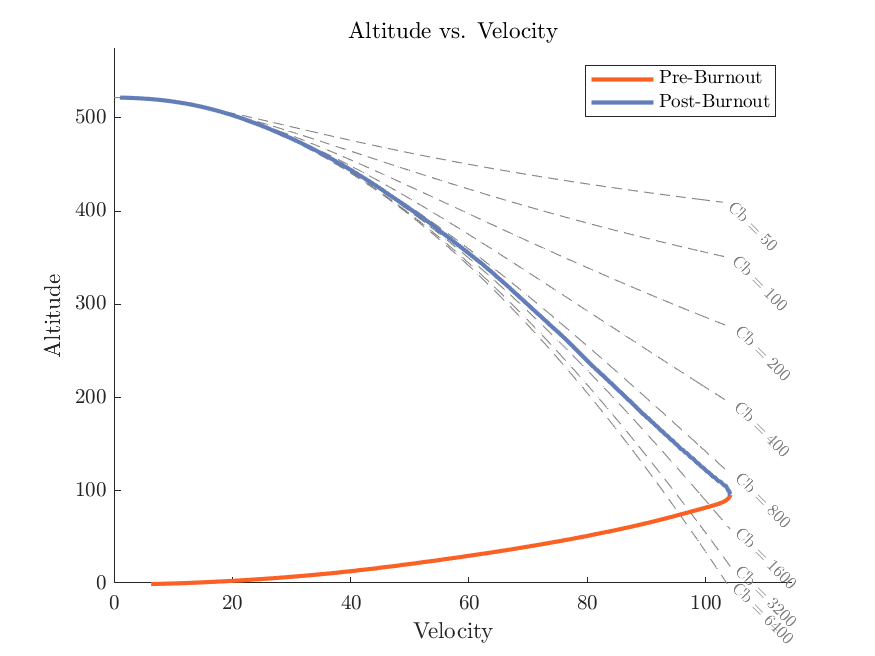 Altitude vs. Velocity
Pre-Burnout
Post-Burnout
500
400
300
200
100
0
Altitude
Cb = 50
Cb = 100
Cb = 200
Cb = 400
Cb = 800
Cb = 1600
Cb = 3200
Cb = 6400
0
20
40
60
80
100
Velocity